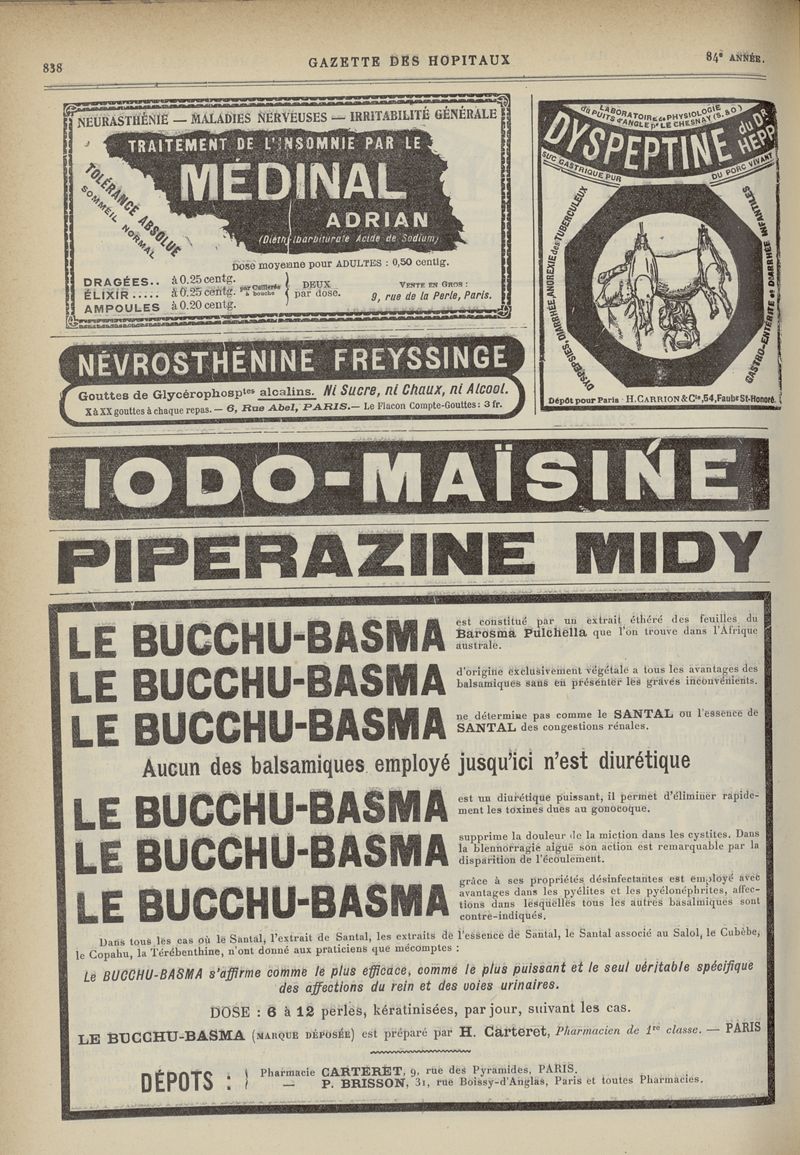 838
GAZETTE DES HOPITAUX
84e ANNÉE.
NEURASTHÉNIE — MALADIES NERVEUSES — IRRITABILITÉ GÉNÉRALE
TRAITEMENT DE L'INSOMNIE PAR LE
MÉDINAL
ADRIAN
(Diéthylbarbiturate Acide de Sodium)
TOLÉRANCE ABSOLUE
SOMMEIL NORMAL
Dose moyenne pour ADULTES : 0,50 centig.
DRAGÉES.. à 0.25 centg.
ÉLIXIR..... à 0.25 centg. par Cuillerée à bouche
AMPOULES à 0.20 centg.
DEUX
par dose.
VENTE EN GROS :
9, rue de la Perle, Paris.
LABORATOIRE de PHYSIOLOGIE
du PUITS d'ANGLE pr LE CHESNAY (S.&O.)
DYSPEPTINE du Dr HEPP
SUC GASTRIQUE PUR DU PORC VIVANT
DYSPEPSIES, DIARRHÉE, ANOREXIE des TUBERCULEUX
GASTRO-ENTÉRITE et DIARRHÉE INFANTILES
Dépôt pour Paris : H. CARRION & Cie, 54, Faubg St-Honoré.
NÉVROSTHÉNINE FREYSSINGE
Gouttes de Glycérophosptes alcalins. Ni Sucre, ni Chaux, ni Alcool.
X à XX gouttes à chaque repas. — 6, Rue Abel, PARIS. — Le Flacon Compte-Gouttes : 3 fr.
IODO-MAÏSINE
PIPERAZINE MIDY
LE BUCCHU-BASMA est constitué par un extrait éthéré des feuilles du
Barosma Pulchella que l'on trouve dans l'Afrique
australe.
LE BUCCHU-BASMA d'origine exclusivement végétale a tous les avantages des
balsamiques sans en présenter les graves inconvénients.
LE BUCCHU-BASMA ne détermine pas comme le SANTAL ou l'essence de
SANTAL des congestions rénales.
Aucun des balsamiques employé jusqu'ici n'est diurétique
LE BUCCHU-BASMA est un diurétique puissant, il permet d'éliminer rapide-
ment les toxines dues au gonocoque.
LE BUCCHU-BASMA supprime la douleur de la miction dans les cystites. Dans
la blennorragie aiguë son action est remarquable par la
disparition de l'écoulement.
LE BUCCHU-BASMA grâce à ses propriétés désinfectantes est employé avec
avantages dans les pyélites et les pyélonéphrites, affec-
tions dans lesquelles tous les autres basalmiques sont
contre-indiqués.
Dans tous les cas où le Santal, l'extrait de Santal, les extraits de l'essence de Santal, le Santal associé au Salol, le Cubèbe,
le Copahu, la Térébenthine, n'ont donné aux praticiens que mécomptes :
Le BUCCHU-BASMA s'affirme comme le plus efficace, comme le plus puissant et le seul véritable spécifique
des affections du rein et des voies urinaires.
DOSE : 6 à 12 perles, kératinisées, par jour, suivant les cas.
LE BUCCHU-BASMA (MARQUE DÉPOSÉE) est préparé par H. Carteret, Pharmacien de 1re classe. — PARIS
DÉPOTS : Pharmacie CARTERET, 9, rue des Pyramides, PARIS.
— P. BRISSON, 31, rue Boissy-d'Anglas, Paris et toutes Pharmacies.